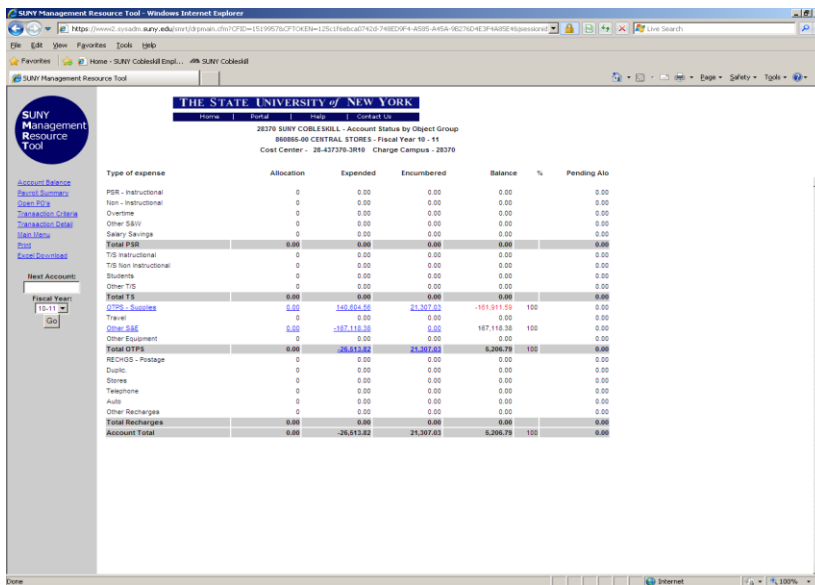 SUNY Management Resource Tool - Windows Internet Explorer
https://www2.sysadm.suny.edu/smrt/drpmain.cfm
Live Search
File Edit View Favorites Tools Help
Favorites Home - SUNY Cobleskill Empl... SUNY Cobleskill
SUNY Management Resource Tool Page Safety Tools
SUNY
Management
Resource
Tool
THE STATE UNIVERSITY of NEW YORK
Home | Portal | Help | Contact Us
28370 SUNY COBLESKILL - Account Status by Object Group
860865-00 CENTRAL STORES - Fiscal Year 10 - 11
Cost Center - 28-437370-3R10 Charge Campus - 28370
Account Balance
Payroll Summary
Open PO's
Transaction Criteria
Transaction Detail
Main Menu
Print
Excel Download
Next Account:
Fiscal Year:
10-11
Go
Type of expense Allocation Expended Encumbered Balance % Pending Alo
PSR - Instructional 0 0.00 0.00 0.00 0.00
Non - Instructional 0 0.00 0.00 0.00 0.00
Overtime 0 0.00 0.00 0.00 0.00
Other S&W 0 0.00 0.00 0.00 0.00
Salary Savings 0 0.00 0.00 0.00 0.00
Total PSR 0.00 0.00 0.00 0.00 0.00
T/S Instructional 0 0.00 0.00 0.00 0.00
T/S Non Instructional 0 0.00 0.00 0.00 0.00
Students 0 0.00 0.00 0.00 0.00
Other T/S 0 0.00 0.00 0.00 0.00
Total TS 0.00 0.00 0.00 0.00 0.00
OTPS - Supplies 0.00 140,604.56 21,307.03 -161,911.59 100 0.00
Travel 0 0.00 0.00 0.00 0.00
Other S&E 0.00 -167,118.38 0.00 167,118.38 100 0.00
Other Equipment 0 0.00 0.00 0.00 0.00
Total OTPS 0.00 -26,513.82 21,307.03 5,206.79 100 0.00
RECHGS - Postage 0 0.00 0.00 0.00 0.00
Duplic. 0 0.00 0.00 0.00 0.00
Stores 0 0.00 0.00 0.00 0.00
Telephone 0 0.00 0.00 0.00 0.00
Auto 0 0.00 0.00 0.00 0.00
Other Recharges 0 0.00 0.00 0.00 0.00
Total Recharges 0.00 0.00 0.00 0.00 0.00
Account Total 0.00 -26,513.82 21,307.03 5,206.79 100 0.00
Done Internet 100%